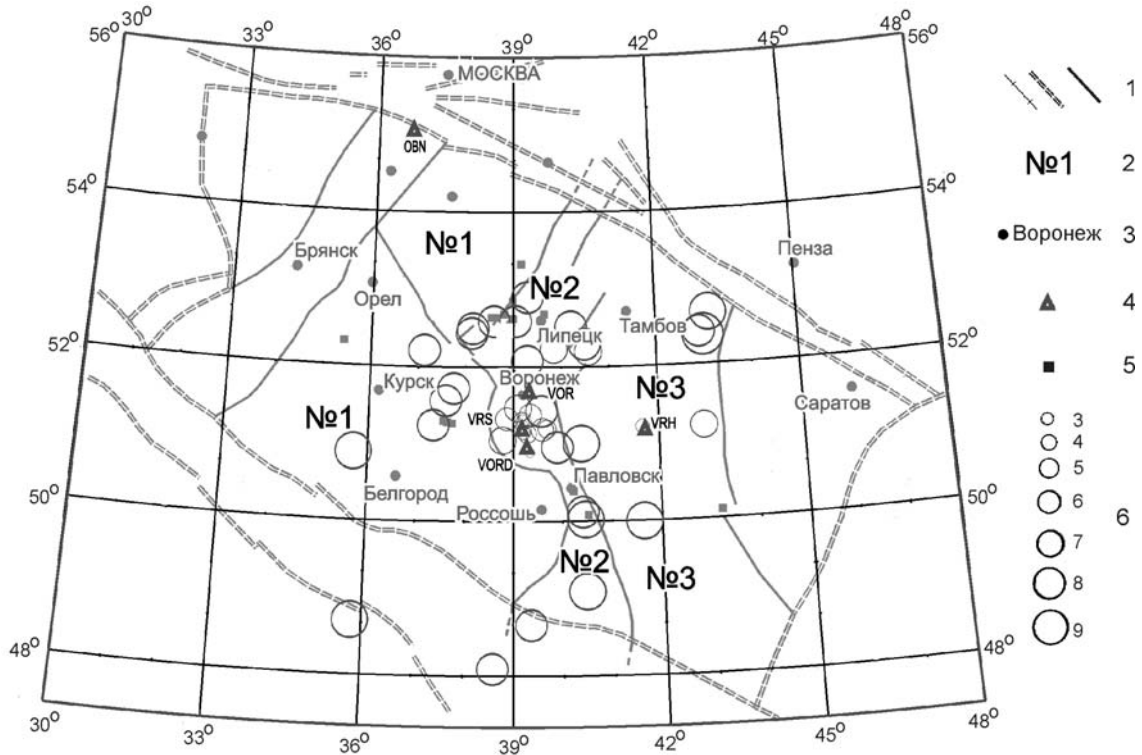 30° 33° 36° 39° 42° 45° 48°
56° 56°
МОСКВА
1
OBN
№1 2
54° 54°
№1
Брянск
Пенза
Воронеж 3
Орел
№2
Липецк
Тамбов
4
52° 52°
5
Курск
Воронеж
VOR
№3
Саратов
№1
VRS
VRH
3
4
VORD
5
Белгород
Павловск
50° 50°
Россошь
6
6
7
№2
№3
8
9
48° 48°
30° 33° 36° 39° 42° 45° 48°